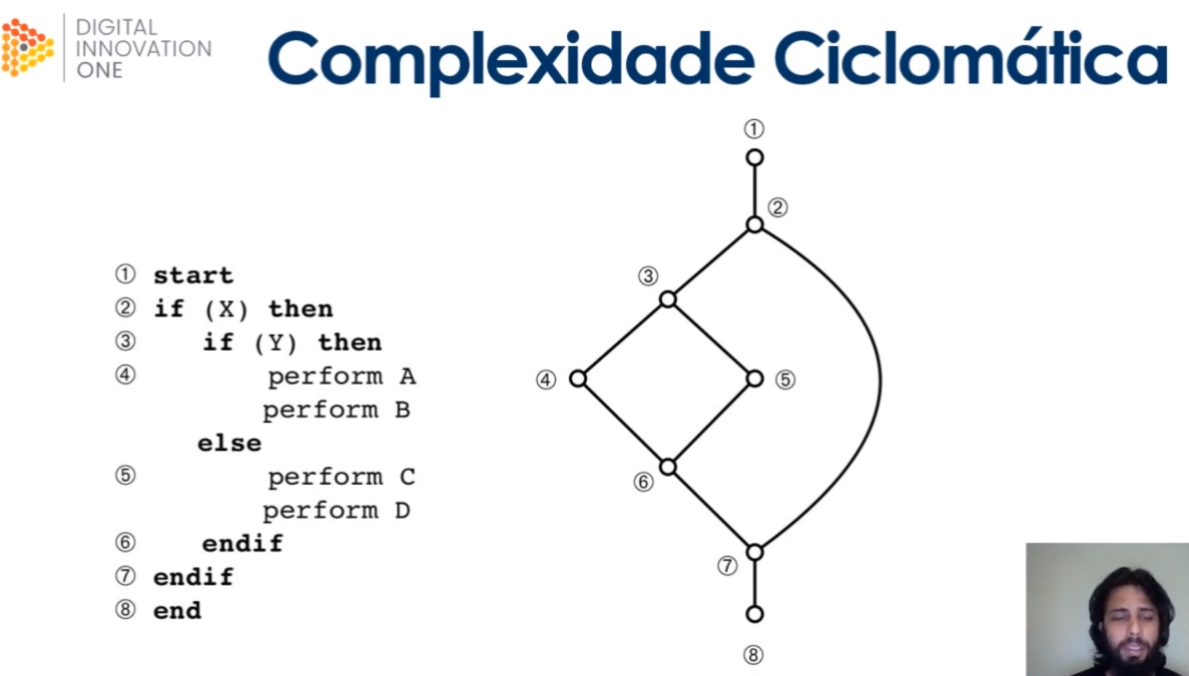 DIGITAL
INNOVATION
ONE
Complexidade Ciclomática
① start
② if (X) then
③ if (Y) then
④ perform A
perform B
else
⑤ perform C
perform D
⑥ endif
⑦ endif
⑧ end
①
②
③
④
⑤
⑥
⑦
⑧